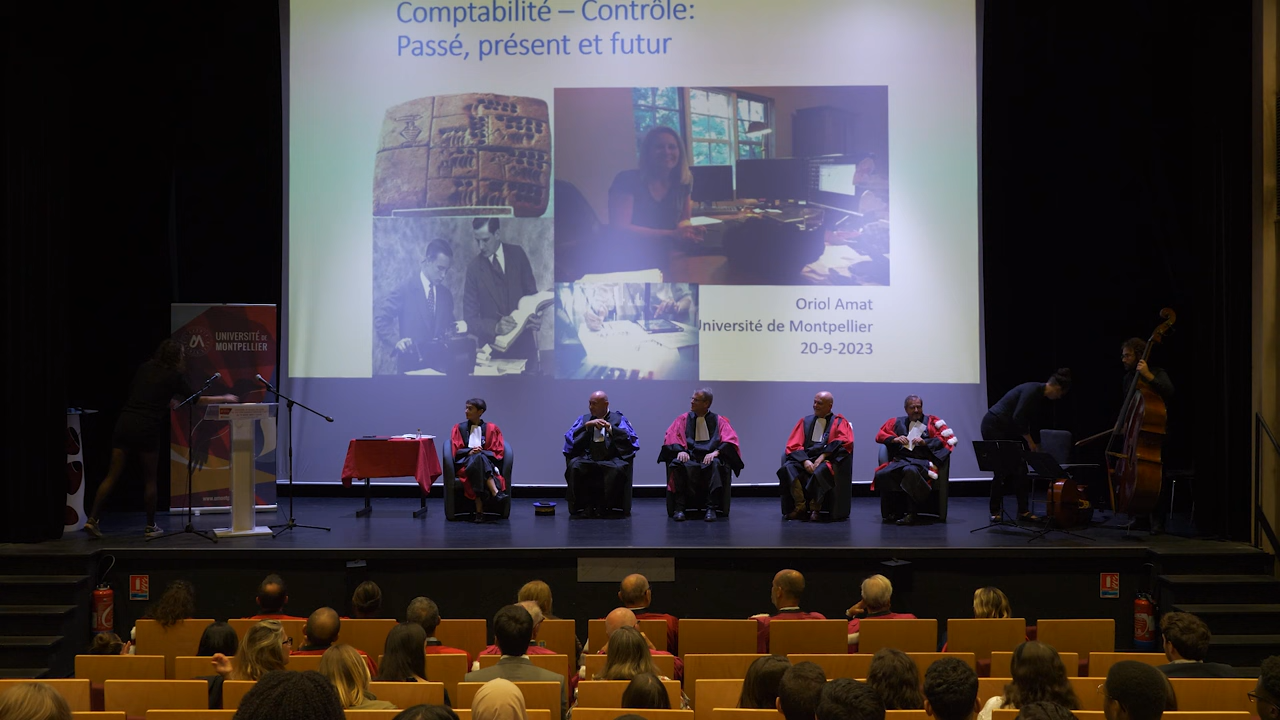 Comptabilité – Contrôle:
Passé, présent et futur
Oriol Amat
Université de Montpellier
20-9-2023
UNIVERSITÉ DE
MONTPELLIER